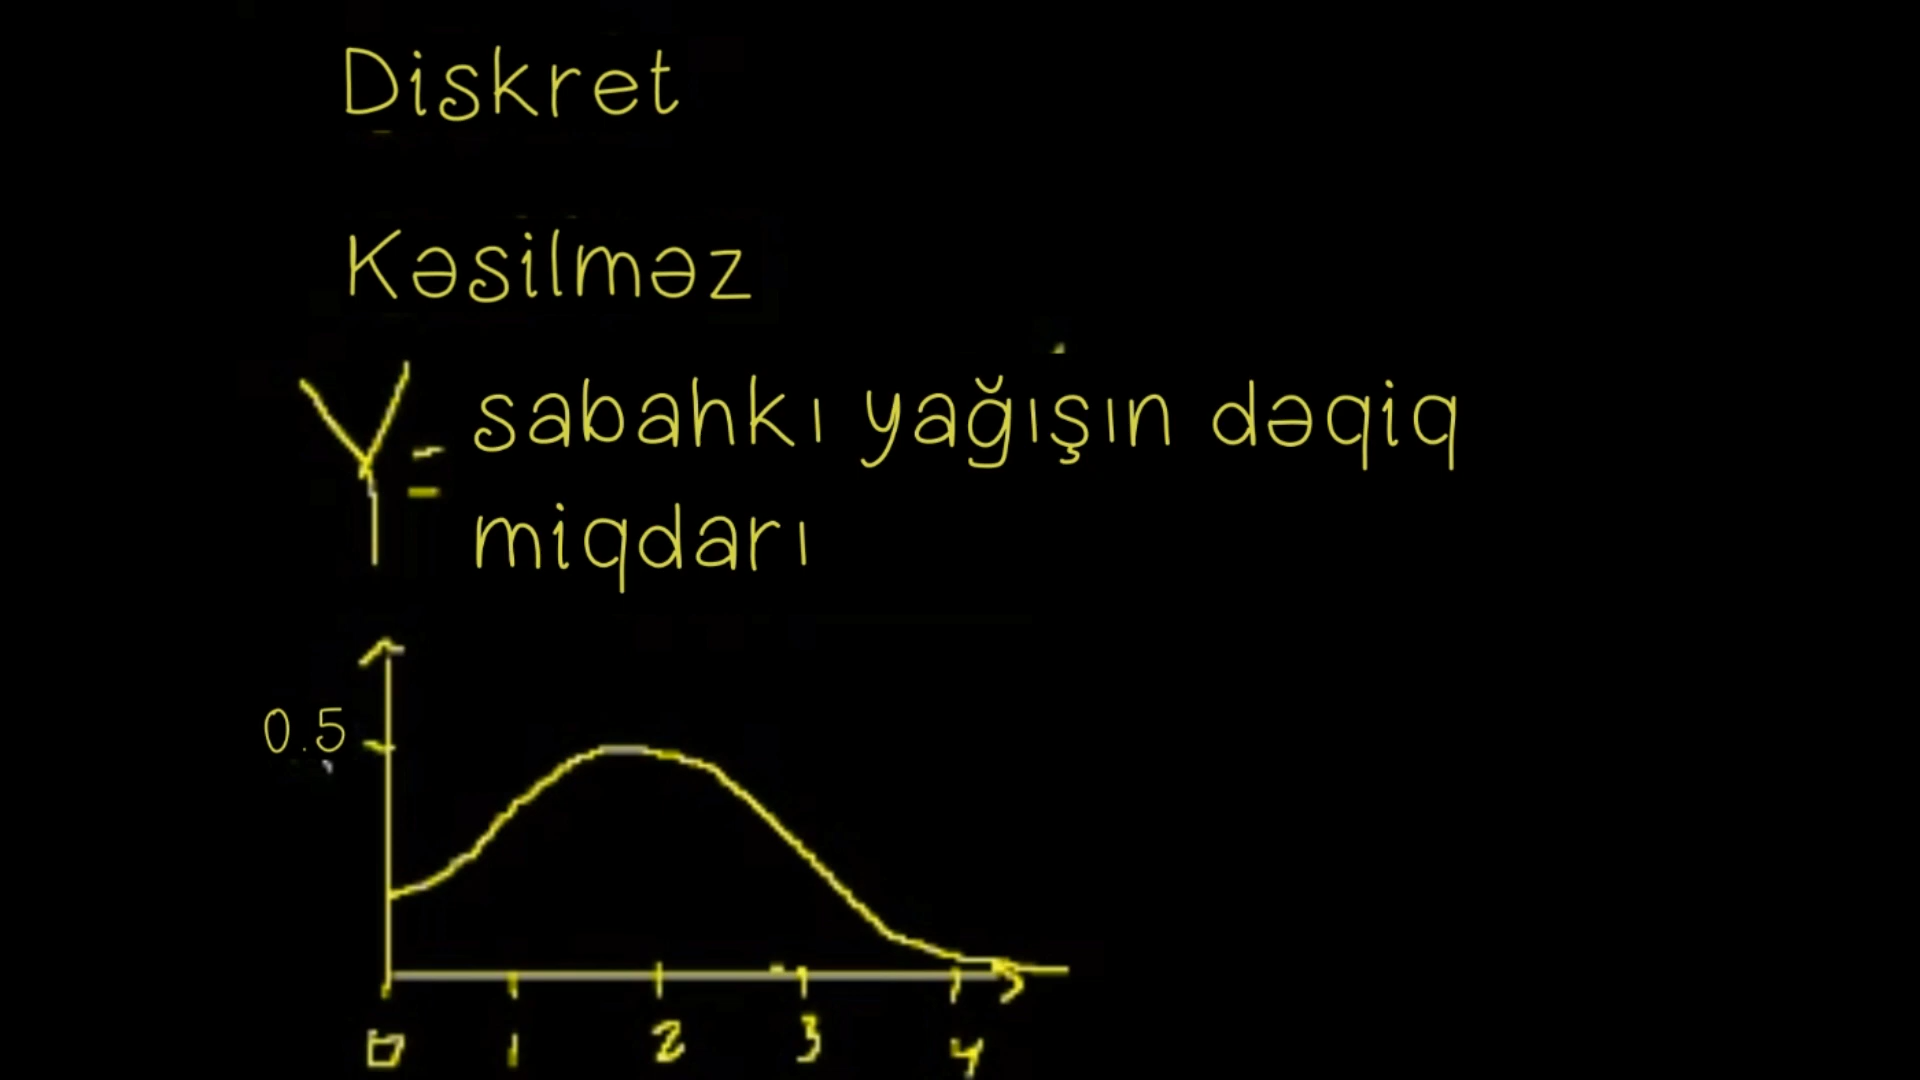 Diskret
Kəsilməz
Y= sabahkı yağışın dəqiq
miqdarı
0.5
0 1 2 3 4